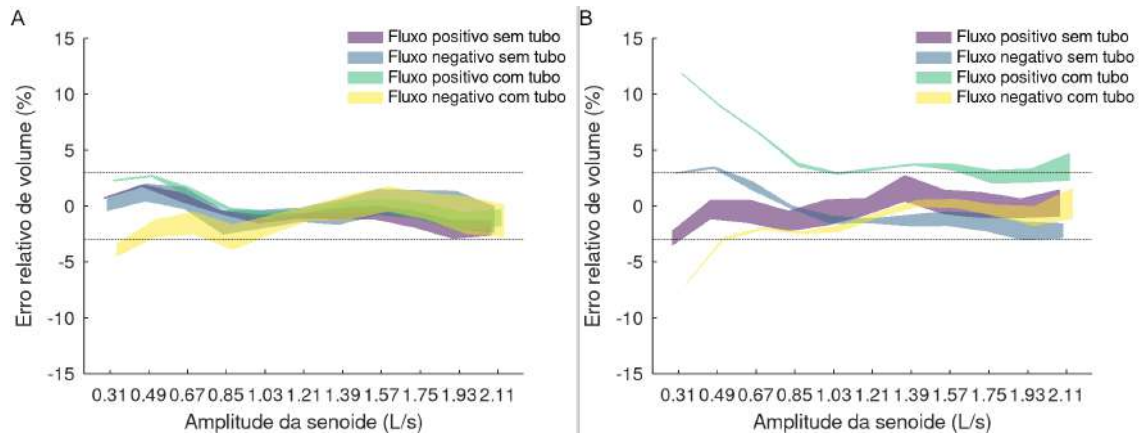 A
15
10
5
0
-5
-10
-15
Erro relativo de volume (%)
Fluxo positivo sem tubo
Fluxo negativo sem tubo
Fluxo positivo com tubo
Fluxo negativo com tubo
0.31 0.49 0.67 0.85 1.03 1.21 1.39 1.57 1.75 1.93 2.11
Amplitude da senoide (L/s)
B
15
10
5
0
-5
-10
-15
Erro relativo de volume (%)
Fluxo positivo sem tubo
Fluxo negativo sem tubo
Fluxo positivo com tubo
Fluxo negativo com tubo
0.31 0.49 0.67 0.85 1.03 1.21 1.39 1.57 1.75 1.93 2.11
Amplitude da senoide (L/s)